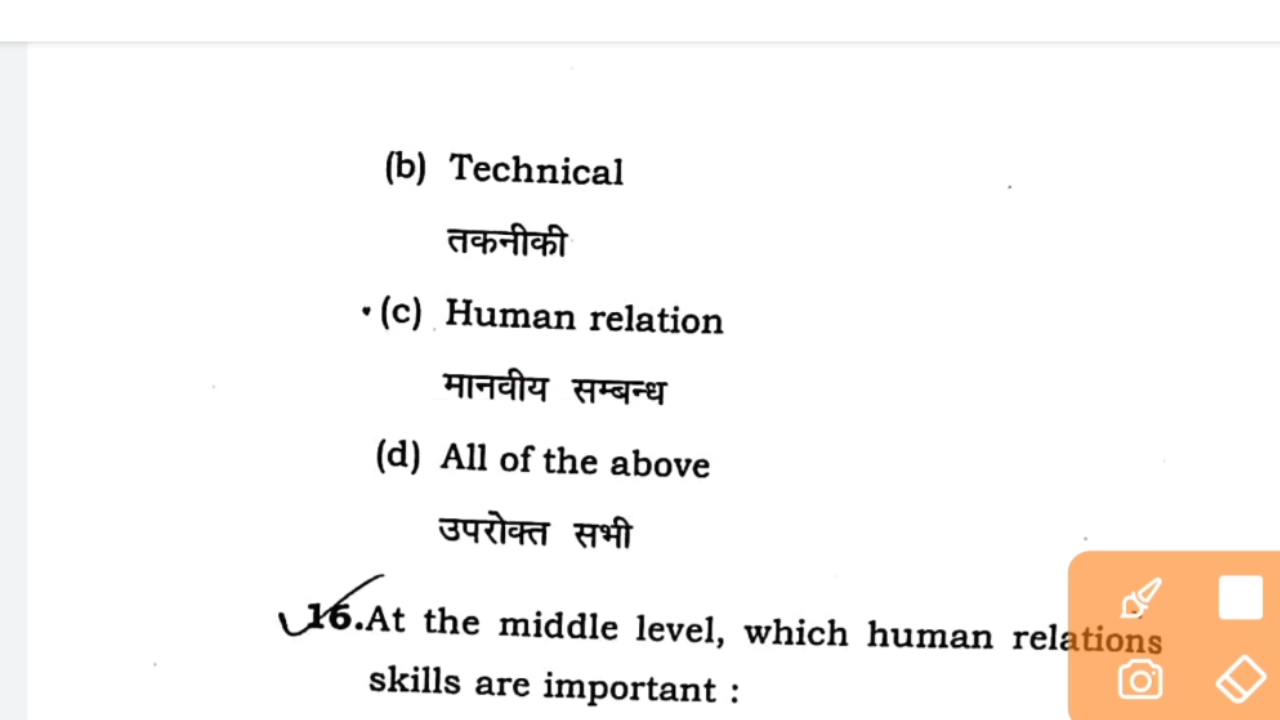 (b) Technical
तकनीकी
(c) Human relation
मानवीय सम्बन्ध
(d) All of the above
उपरोक्त सभी
16.At the middle level, which human relations
skills are important :